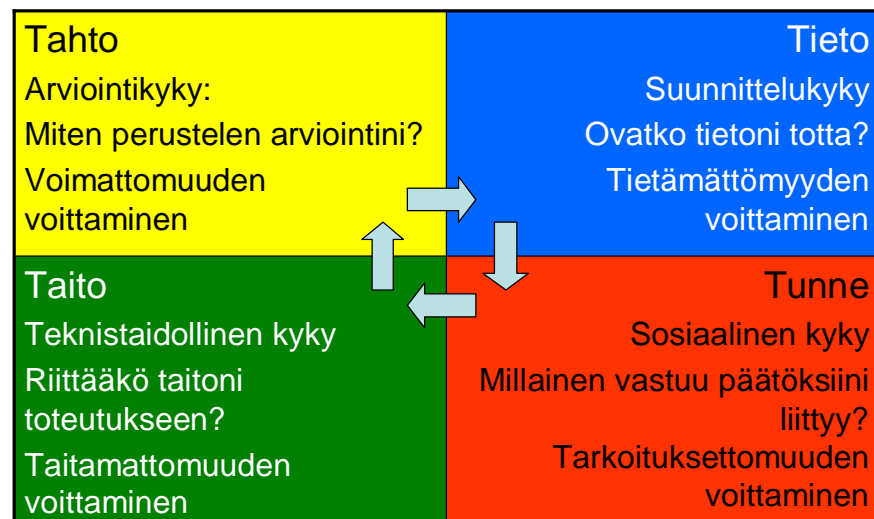 Tahto
Arviointikyky:
Miten perustelen arviointini?
Voimattomuuden
voittaminen
Tieto
Suunnittelukyky
Ovatko tietoni totta?
Tietämättömyyden
voittaminen
Taito
Teknistaidollinen kyky
Riittääkö taitoni
toteutukseen?
Taitamattomuuden
voittaminen
Tunne
Sosiaalinen kyky
Millainen vastuu päätöksiini
liittyy?
Tarkoituksettomuuden
voittaminen